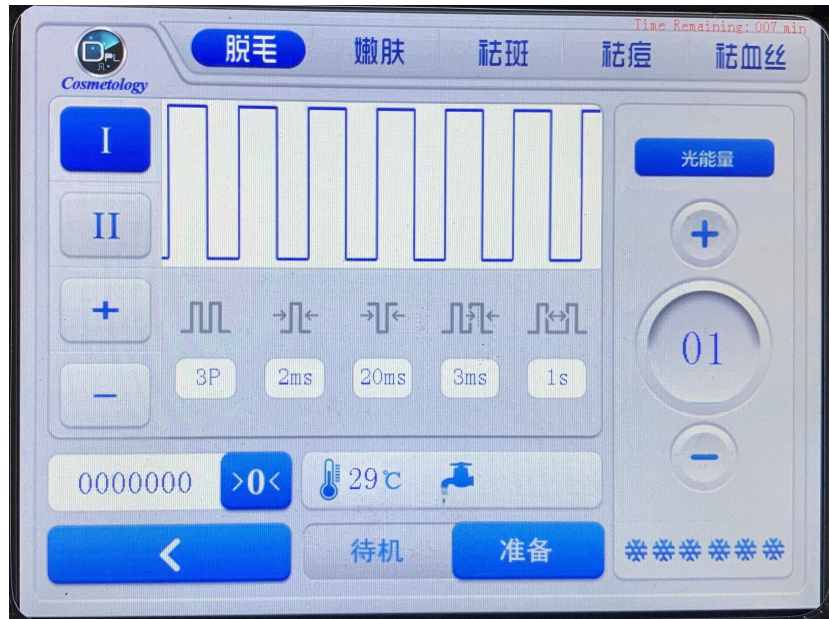 Time Remaining: 007 min
DPL
Cosmetology
脱毛 嫩肤 祛斑 祛痘 祛血丝
I
II
+
−
3P 2ms 20ms 3ms 1s
光能量
+
01
−
0000000 >0< 29℃
< 待机 准备